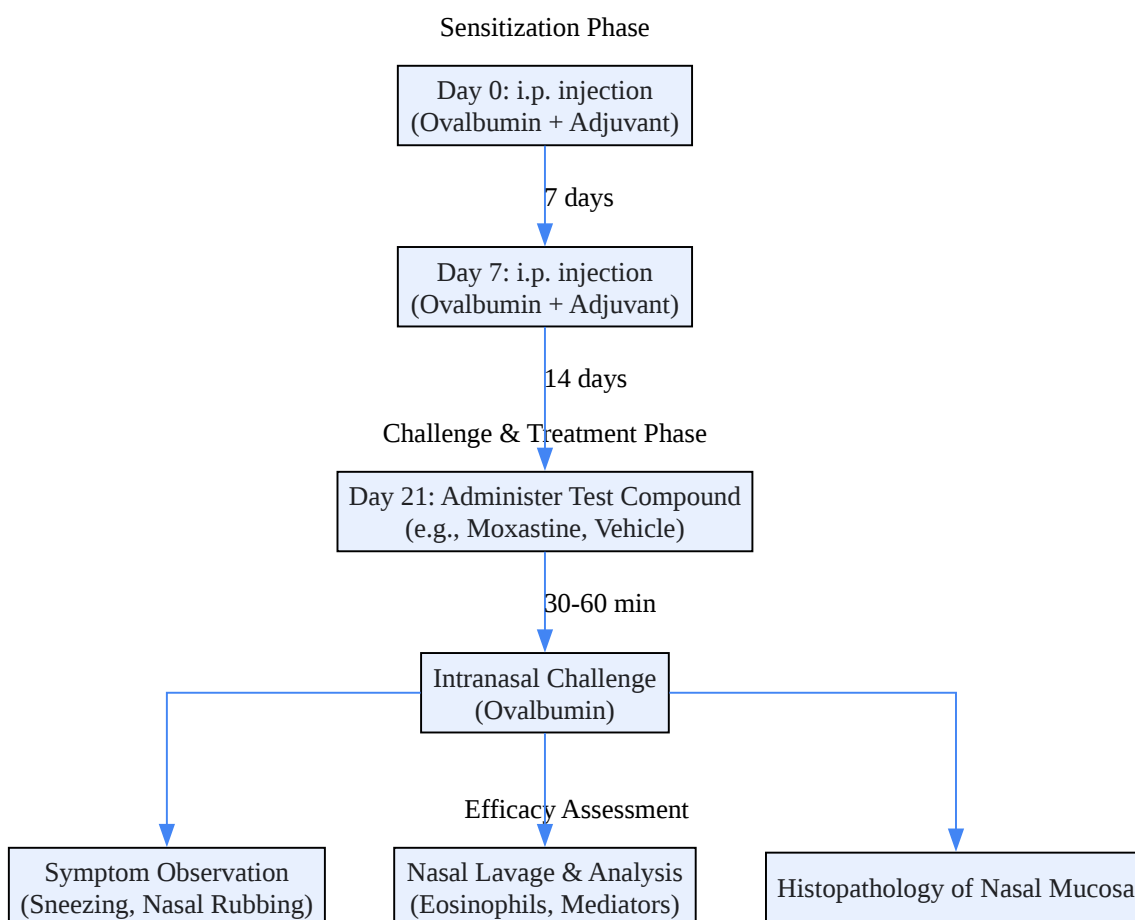 Sensitization Phase
Day 0: i.p. injection
(Ovalbumin + Adjuvant)
7 days
Day 7: i.p. injection
(Ovalbumin + Adjuvant)
14 days
Challenge & Treatment Phase
Day 21: Administer Test Compound
(e.g., Moxastine, Vehicle)
30-60 min
Intranasal Challenge
(Ovalbumin)
Efficacy Assessment
Symptom Observation
(Sneezing, Nasal Rubbing)
Nasal Lavage & Analysis
(Eosinophils, Mediators)
Histopathology of Nasal Mucosa